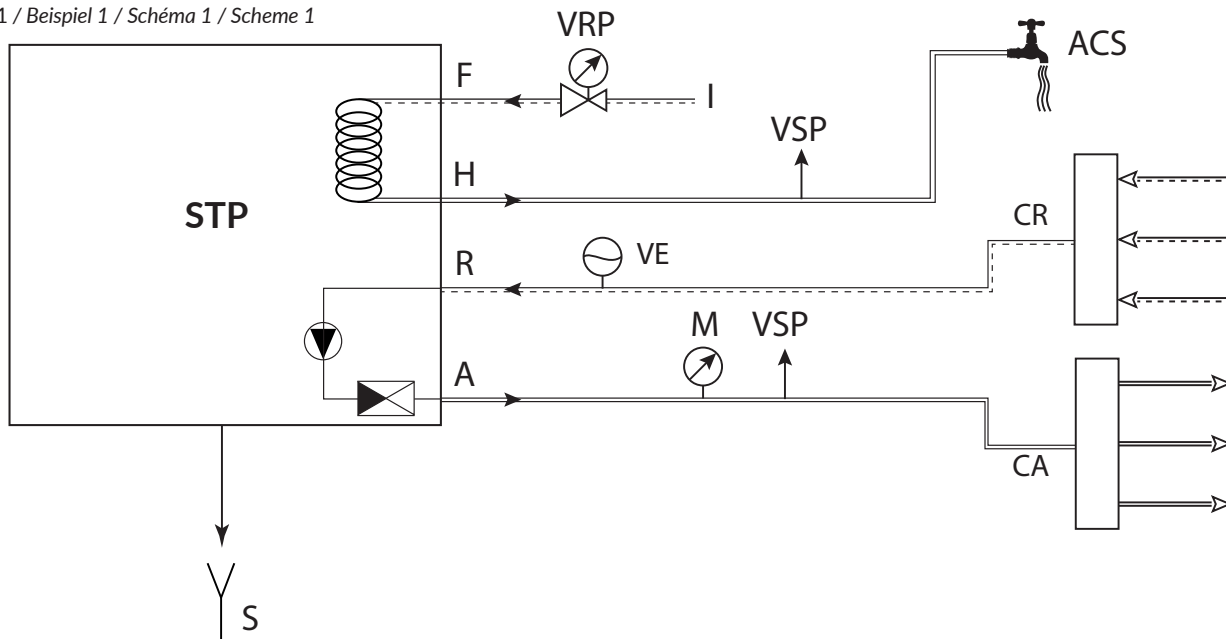 1 / Beispiel 1 / Schéma 1 / Scheme 1
VRP
ACS
F
I
VSP
H
STP
CR
R
VE
M
VSP
A
CA
S